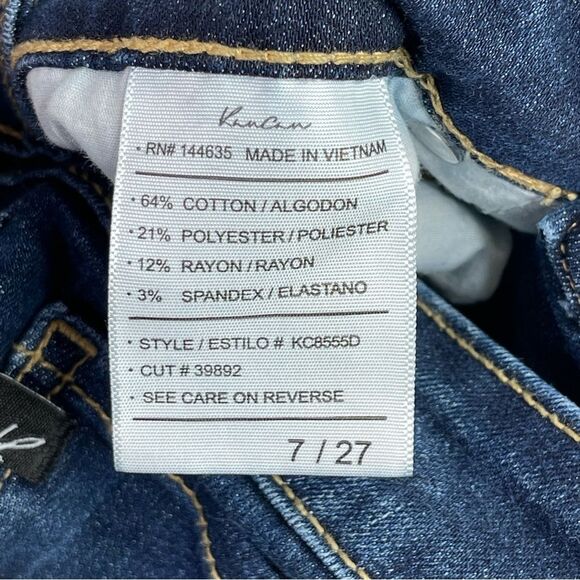 KanCan
• RN# 144635 MADE IN VIETNAM
• 64% COTTON / ALGODON
• 21% POLYESTER / POLIESTER
• 12% RAYON / RAYON
• 3% SPANDEX / ELASTANO
• STYLE / ESTILO # KC8555D
• CUT # 39892
• SEE CARE ON REVERSE
7 / 27